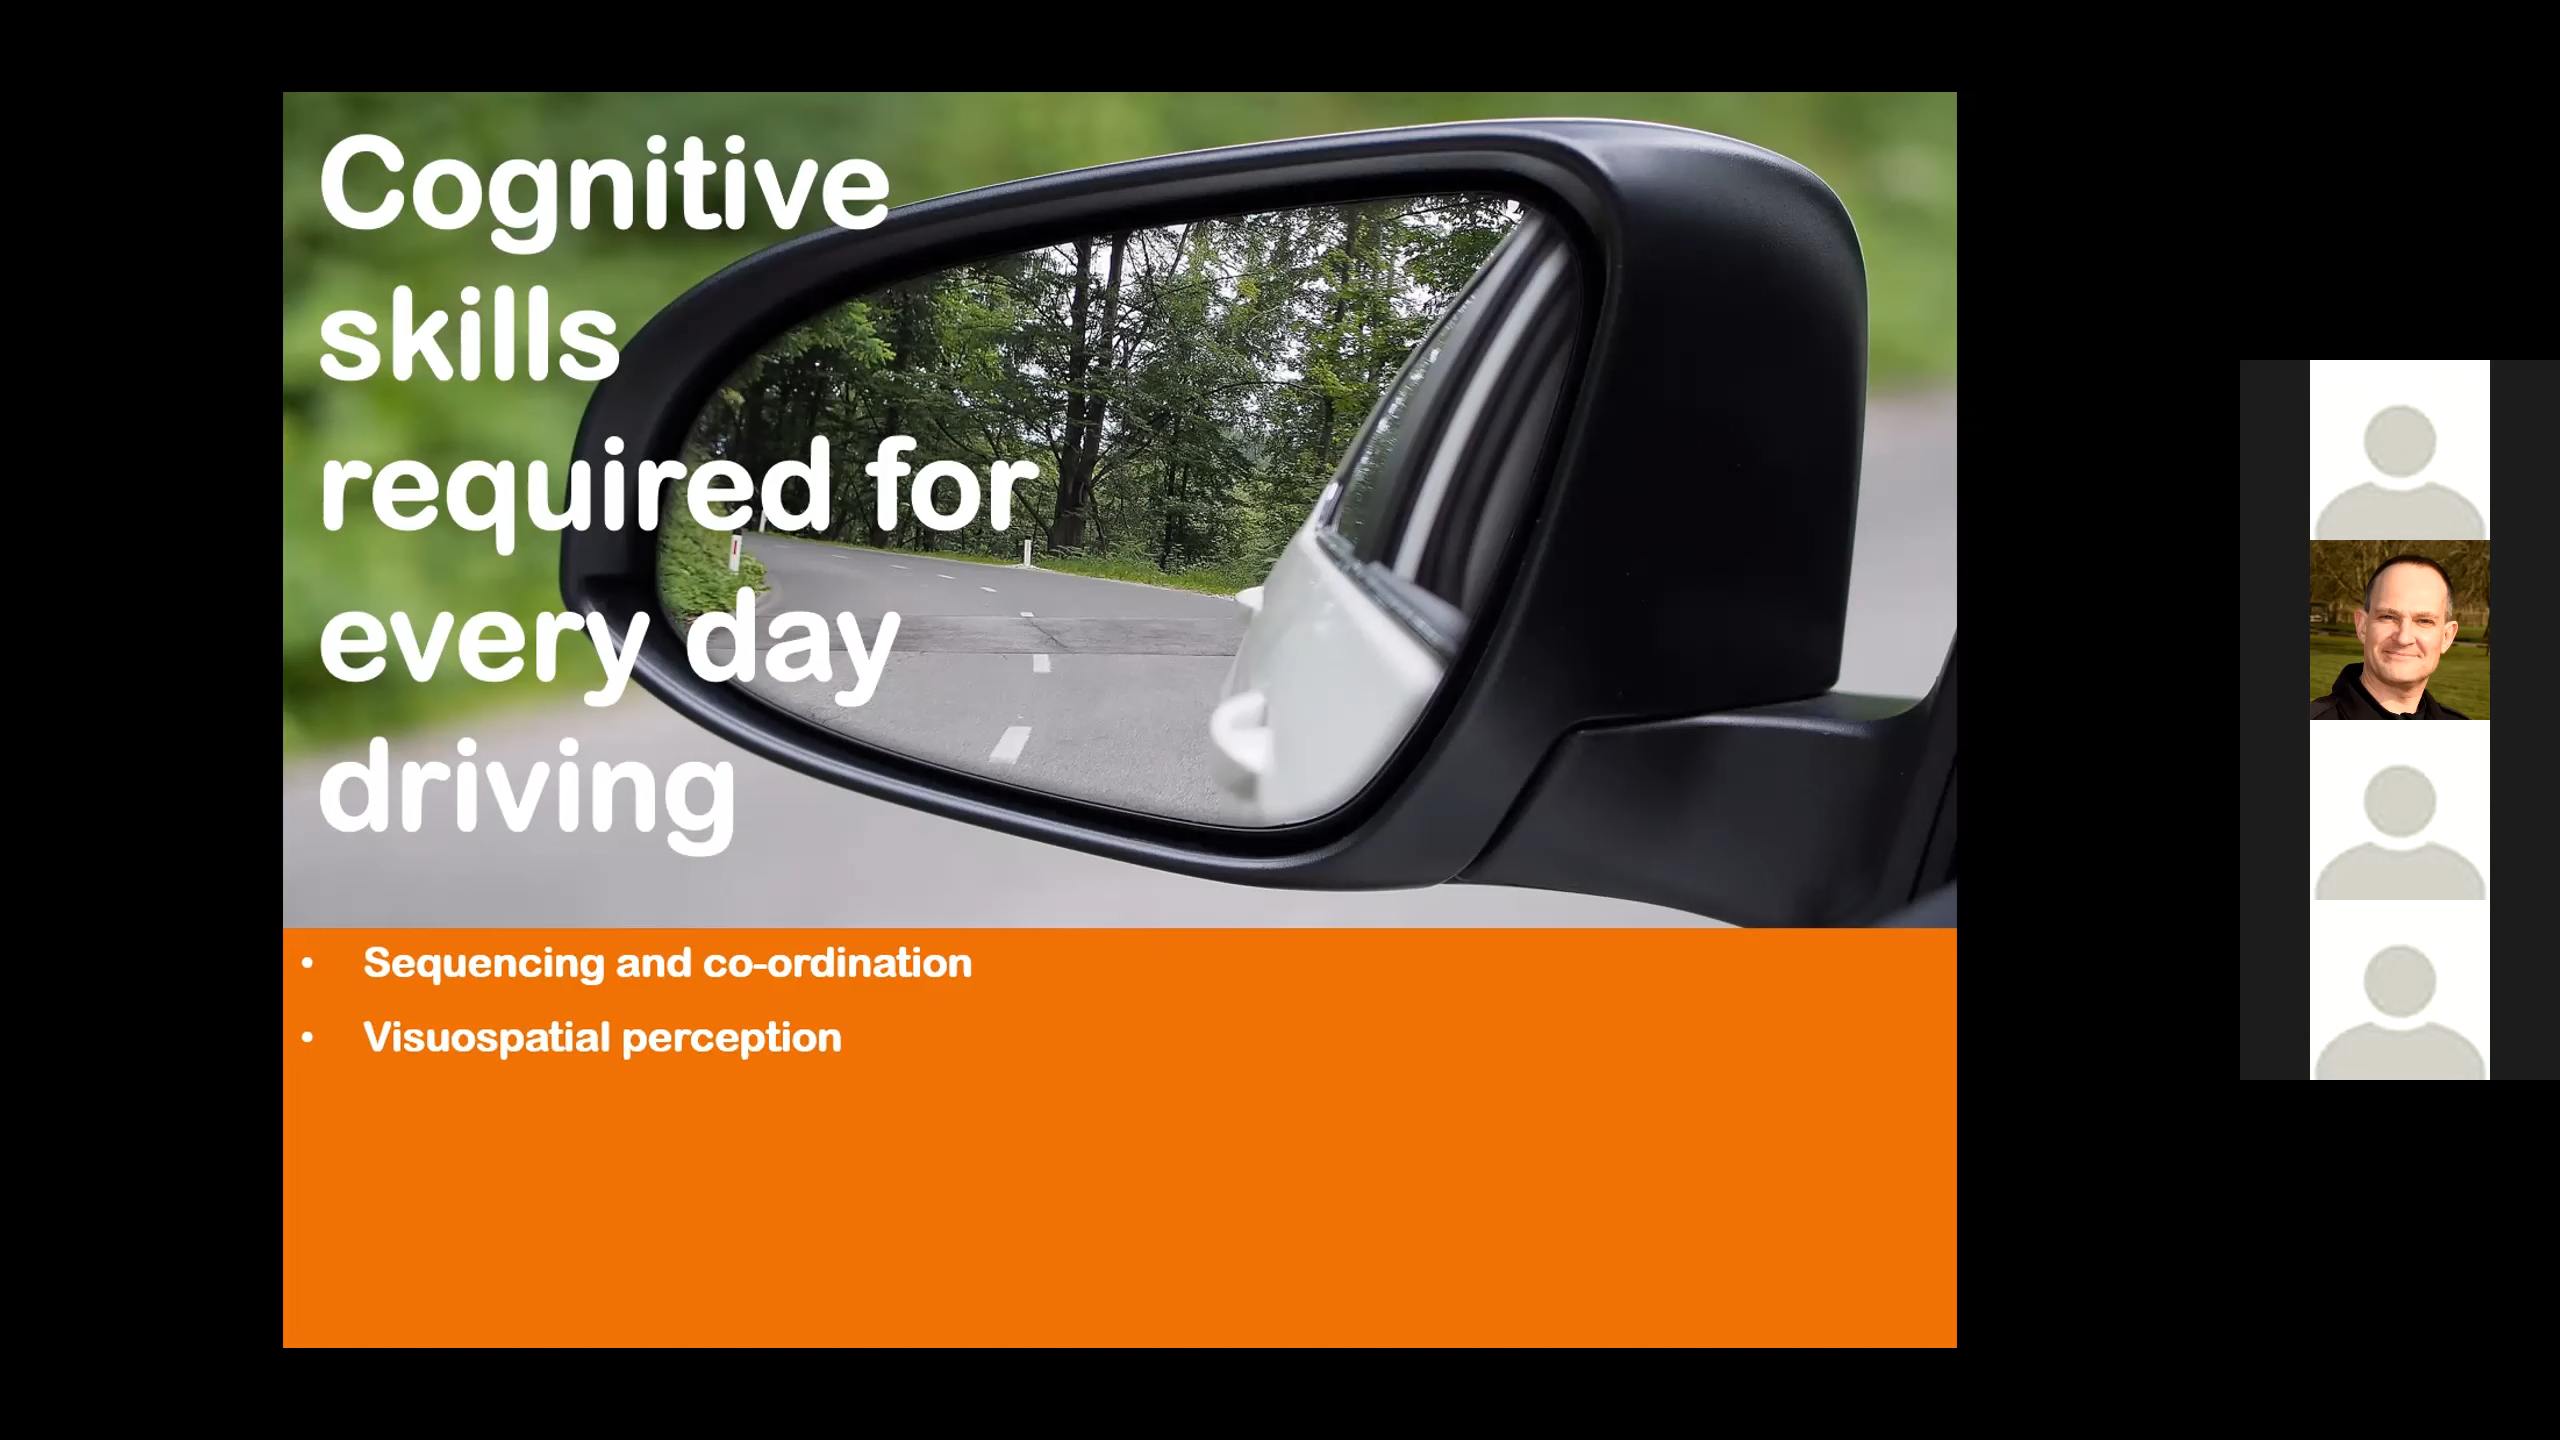 Cognitive
skills
required for
every day
driving
• Sequencing and co-ordination
• Visuospatial perception